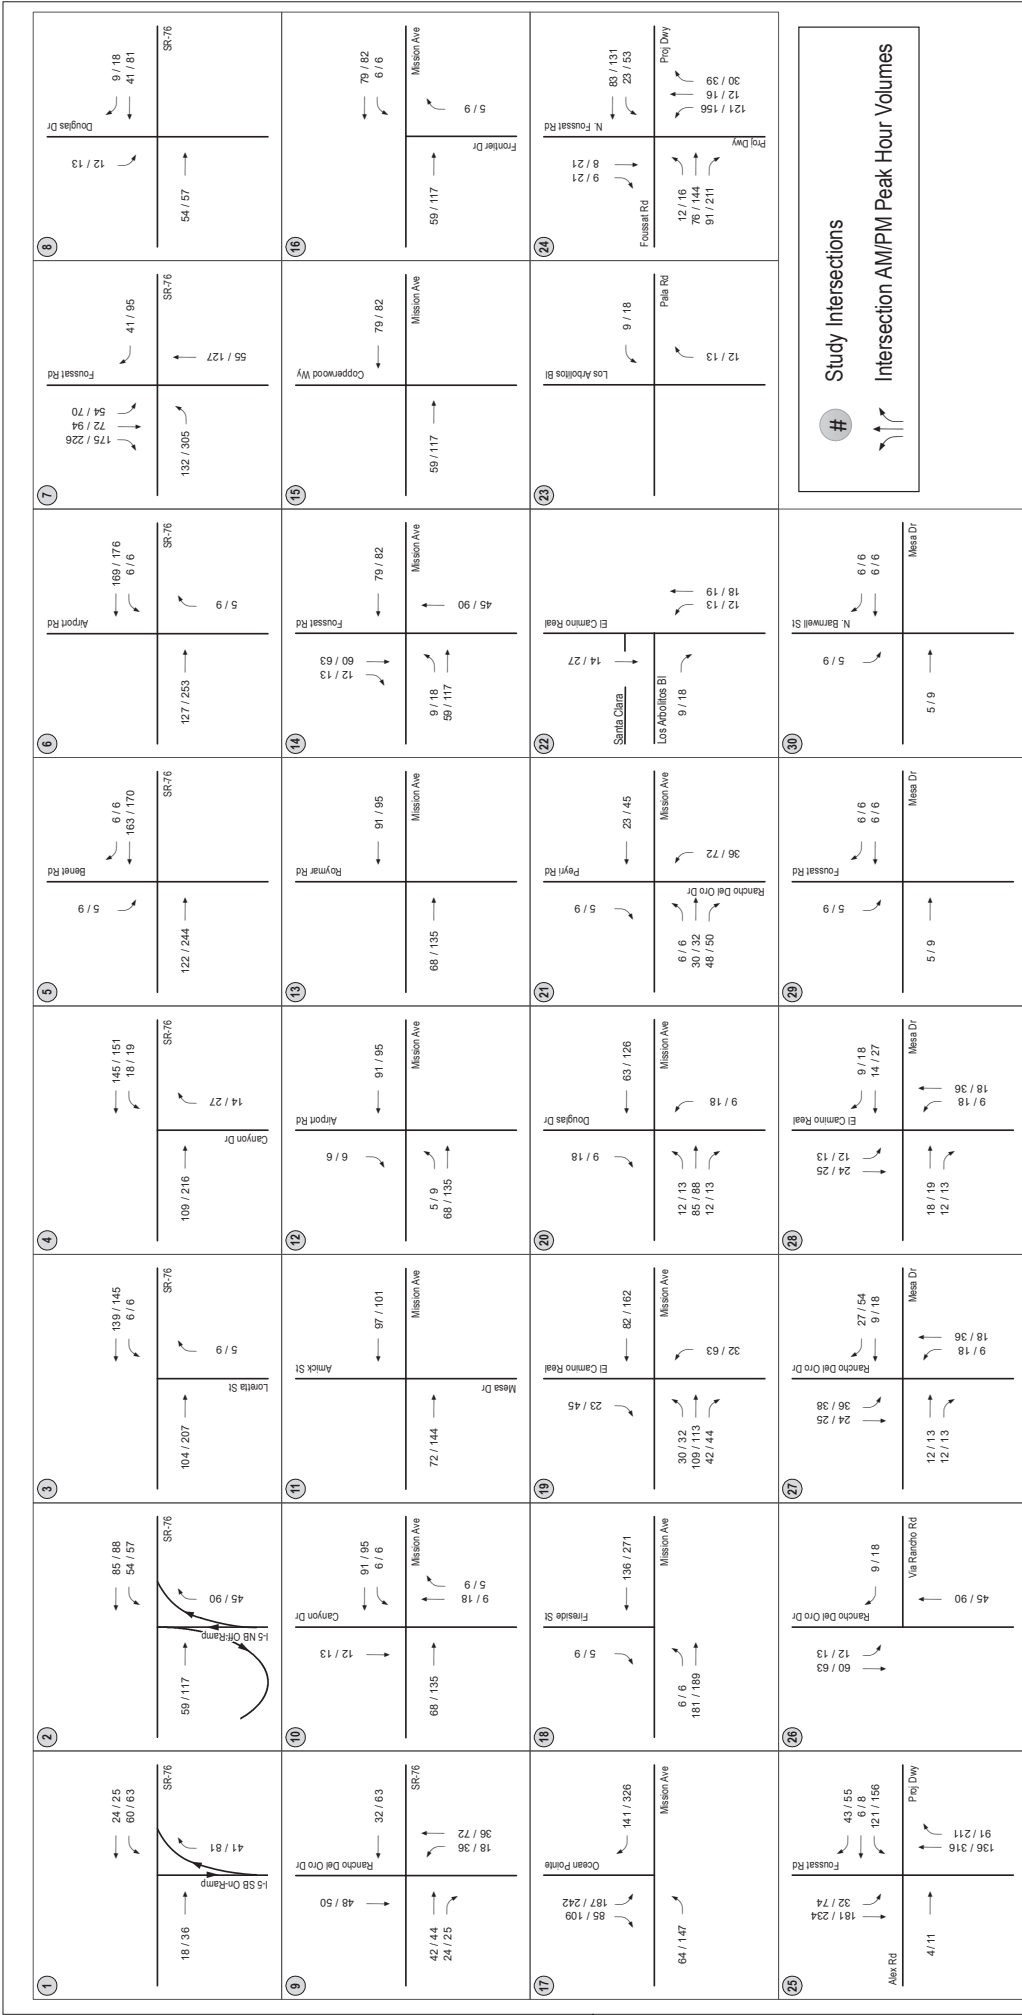 1
24 / 25
60 / 63
SR-76
41 / 81
I-5 SB On-Ramp
18 / 36
2
85 / 88
54 / 57
SR-76
45 / 90
I-5 NB Off-Ramp
59 / 117
3
139 / 145
6 / 6
SR-76
5 / 9
Loretta St
104 / 207
4
145 / 151
18 / 19
SR-76
14 / 27
Canyon Dr
109 / 216
5
Benet Rd
5 / 9
6 / 6
163 / 170
SR-76
122 / 244
6
Airport Rd
169 / 176
6 / 6
SR-76
5 / 9
127 / 253
7
Foussat Rd
175 / 226
72 / 94
54 / 70
41 / 95
SR-76
55 / 127
132 / 305
8
Douglas Dr
12 / 13
9 / 18
41 / 81
SR-76
54 / 57
9
Rancho Del Oro Dr
48 / 50
32 / 63
SR-76
18 / 36
36 / 72
42 / 44
24 / 25
10
Canyon Dr
12 / 13
91 / 95
6 / 6
Mission Ave
9 / 18
5 / 9
68 / 135
11
Amick St
97 / 101
Mission Ave
Mesa Dr
72 / 144
12
Airport Rd
6 / 6
91 / 95
Mission Ave
5 / 9
68 / 135
13
Roymar Rd
91 / 95
Mission Ave
68 / 135
14
Foussat Rd
12 / 13
60 / 63
79 / 82
Mission Ave
45 / 90
9 / 18
59 / 117
15
Copperwood Wy
79 / 82
Mission Ave
59 / 117
16
79 / 82
6 / 6
Mission Ave
5 / 9
Frontier Dr
59 / 117
17
Ocean Pointe
85 / 109
187 / 242
141 / 326
Mission Ave
64 / 147
18
Fireside St
5 / 9
136 / 271
Mission Ave
6 / 6
181 / 189
19
El Camino Real
23 / 45
82 / 162
Mission Ave
32 / 63
30 / 32
109 / 113
42 / 44
20
Douglas Dr
9 / 18
63 / 126
Mission Ave
9 / 18
12 / 13
85 / 88
12 / 13
21
Peyri Rd
5 / 9
23 / 45
Mission Ave
36 / 72
Rancho Del Oro Dr
6 / 6
30 / 32
48 / 50
22
El Camino Real
14 / 27
Santa Clara
Los Arbolitos Bl
12 / 13
18 / 19
9 / 18
23
Los Arbolitos Bl
9 / 18
Pala Rd
12 / 13
24
N. Foussat Rd
9 / 21
8 / 21
83 / 131
23 / 53
Foussat Rd
Proj Dwy
121 / 156
12 / 16
30 / 39
Proj Dwy
12 / 16
76 / 144
91 / 211
25
Foussat Rd
181 / 234
32 / 74
43 / 55
6 / 8
121 / 156
Alex Rd
Proj Dwy
136 / 316
91 / 211
4 / 11
26
Rancho Del Oro Dr
60 / 63
12 / 13
9 / 18
Via Rancho Rd
45 / 90
27
Rancho Del Oro Dr
24 / 25
36 / 38
27 / 54
9 / 18
Mesa Dr
9 / 18
18 / 36
12 / 13
12 / 13
28
El Camino Real
24 / 25
12 / 13
9 / 18
14 / 27
Mesa Dr
9 / 18
18 / 36
18 / 19
12 / 13
29
Foussat Rd
5 / 9
6 / 6
6 / 6
Mesa Dr
5 / 9
30
N. Barnwell St
5 / 9
6 / 6
6 / 6
Mesa Dr
5 / 9
# Study Intersections
Intersection AM/PM Peak Hour Volumes